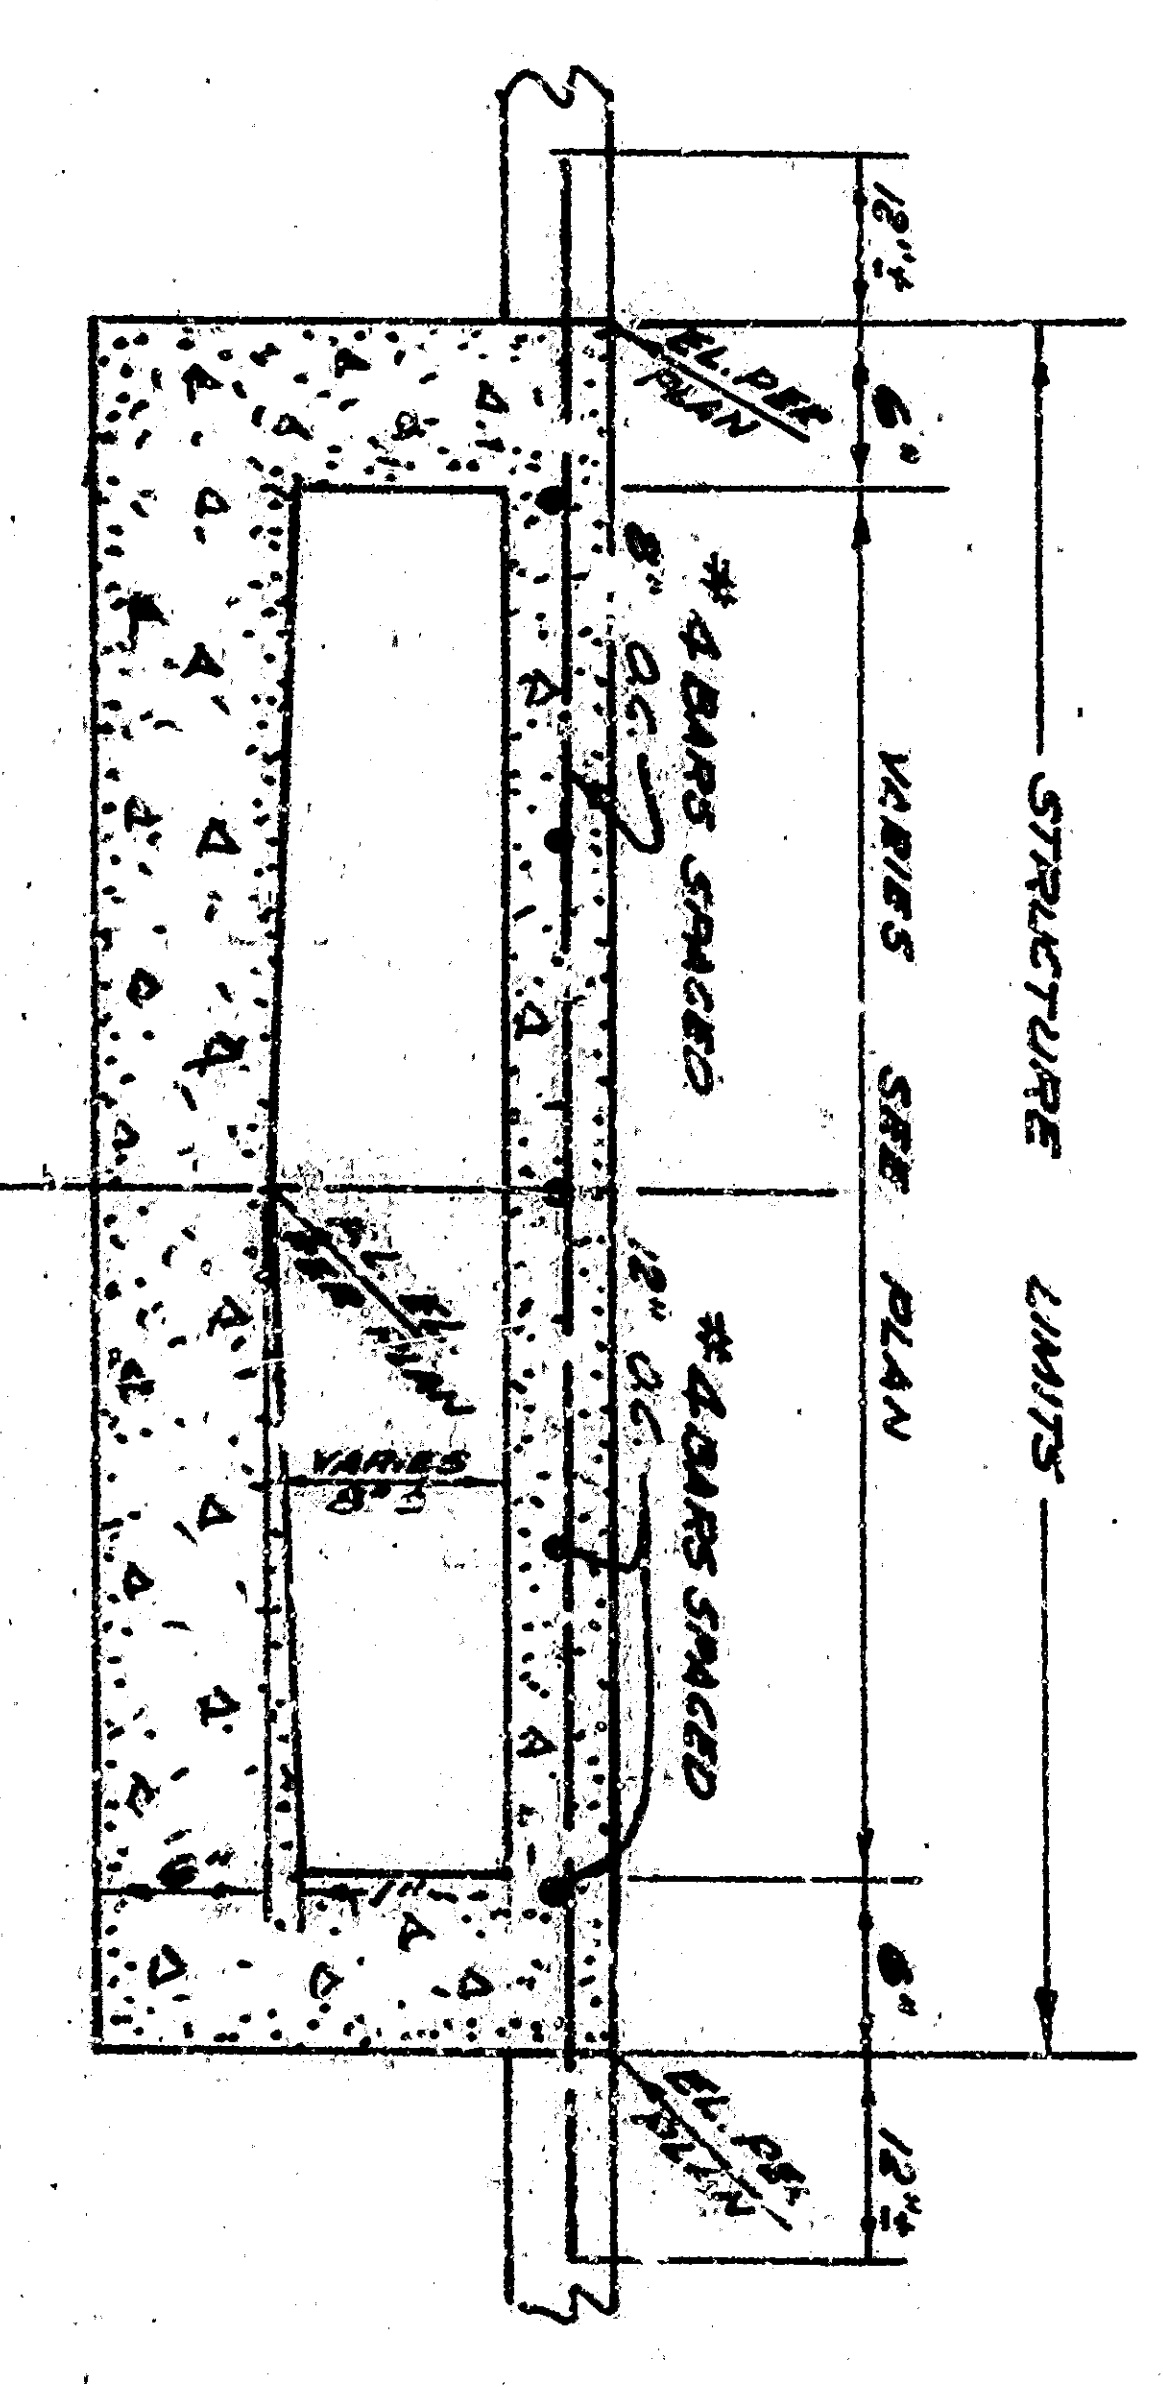 STRUCTURE LIMITS
12"±
6"
VARIES SEE PLAN
6"
12"±
EL. PER
PLAN
#4 BARS SPACED
8" O.C.
#4 BARS SPACED
12" O.C.
EL. PER
PLAN
VARIES
6"
1"